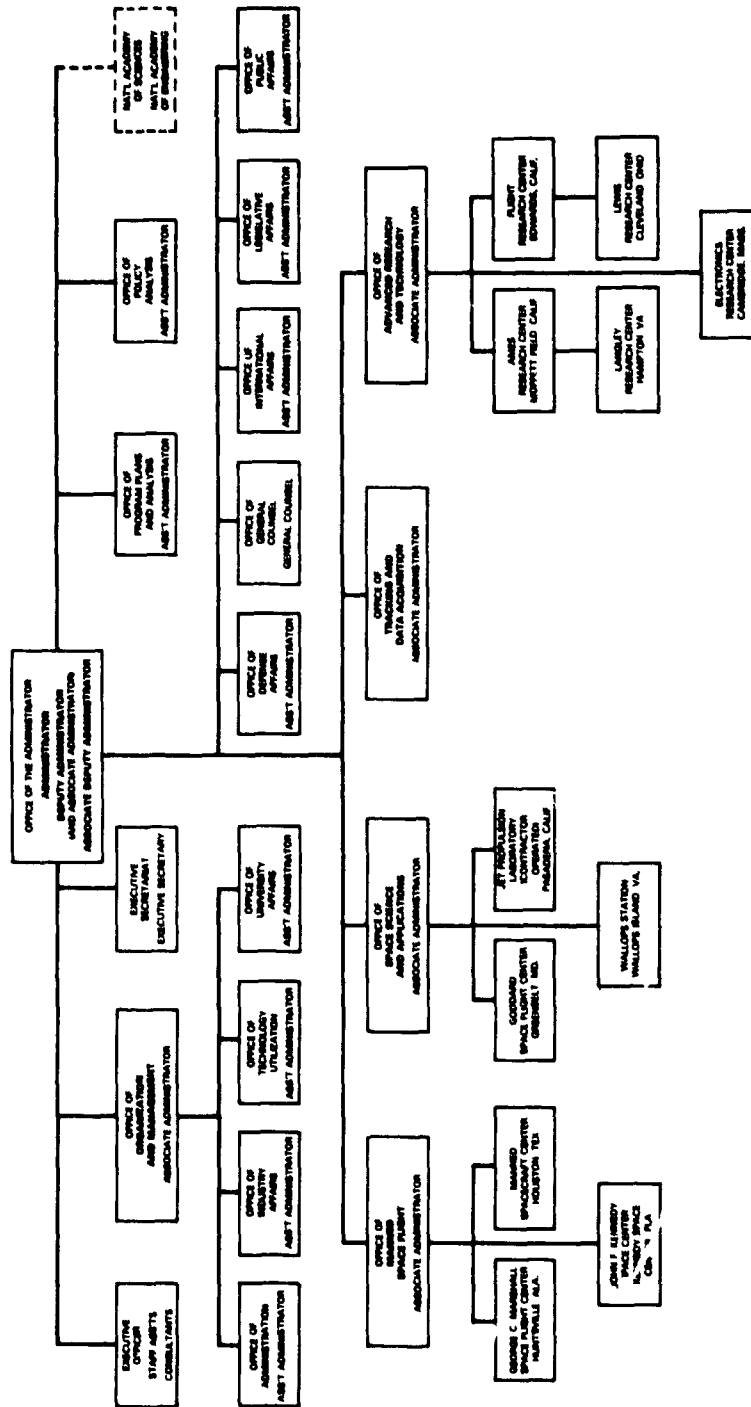 OFFICE OF THE ADMINISTRATOR
ADMINISTRATOR
DEPUTY ADMINISTRATOR
(AND ASSOCIATE ADMINISTRATOR)
ASSOCIATE DEPUTY ADMINISTRATOR
EXECUTIVE
OFFICER
STAFF ASS'TS
CONSULTANTS
OFFICE OF
ORGANIZATION
AND MANAGEMENT
ASSOCIATE ADMINISTRATOR
EXECUTIVE
SECRETARIAT
EXECUTIVE SECRETARY
OFFICE OF
PROGRAM PLANS
AND ANALYSIS
ASS'T ADMINISTRATOR
OFFICE OF
POLICY
ANALYSIS
ASS'T ADMINISTRATOR
NAT'L ACADEMY
OF SCIENCES
NAT'L ACADEMY
OF ENGINEERING
OFFICE OF
ADMINISTRATION
ASS'T ADMINISTRATOR
OFFICE OF
INDUSTRY
AFFAIRS
ASS'T ADMINISTRATOR
OFFICE OF
TECHNOLOGY
UTILIZATION
ASS'T ADMINISTRATOR
OFFICE OF
UNIVERSITY
AFFAIRS
ASS'T ADMINISTRATOR
OFFICE OF
DEFENSE
AFFAIRS
ASS'T ADMINISTRATOR
OFFICE OF
GENERAL
COUNSEL
GENERAL COUNSEL
OFFICE OF
INTERNATIONAL
AFFAIRS
ASS'T ADMINISTRATOR
OFFICE OF
LEGISLATIVE
AFFAIRS
ASS'T ADMINISTRATOR
OFFICE OF
PUBLIC
AFFAIRS
ASS'T ADMINISTRATOR
OFFICE OF
MANNED
SPACE FLIGHT
ASSOCIATE ADMINISTRATOR
OFFICE OF
SPACE SCIENCE
AND APPLICATIONS
ASSOCIATE ADMINISTRATOR
OFFICE OF
TRACKING AND
DATA ACQUISITION
ASSOCIATE ADMINISTRATOR
OFFICE OF
ADVANCED RESEARCH
AND TECHNOLOGY
ASSOCIATE ADMINISTRATOR
GEORGE C. MARSHALL
SPACE FLIGHT CENTER
HUNTSVILLE ALA.
MANNED
SPACECRAFT CENTER
HOUSTON TEX
GODDARD
SPACE FLIGHT CENTER
GREENBELT MD.
JET PROPULSION
LABORATORY
(CONTRACTOR
OPERATED)
PASADENA, CALIF
AMES
RESEARCH CENTER
MOFFETT FIELD CALIF
FLIGHT
RESEARCH CENTER
EDWARDS, CALIF.
JOHN F. KENNEDY
SPACE CENTER
KENNEDY SPACE
CENTER FLA
WALLOPS STATION
WALLOPS ISLAND VA.
LANGLEY
RESEARCH CENTER
HAMPTON VA
LEWIS
RESEARCH CENTER
CLEVELAND OHIO
ELECTRONICS
RESEARCH CENTER
CAMBRIDGE, MASS.